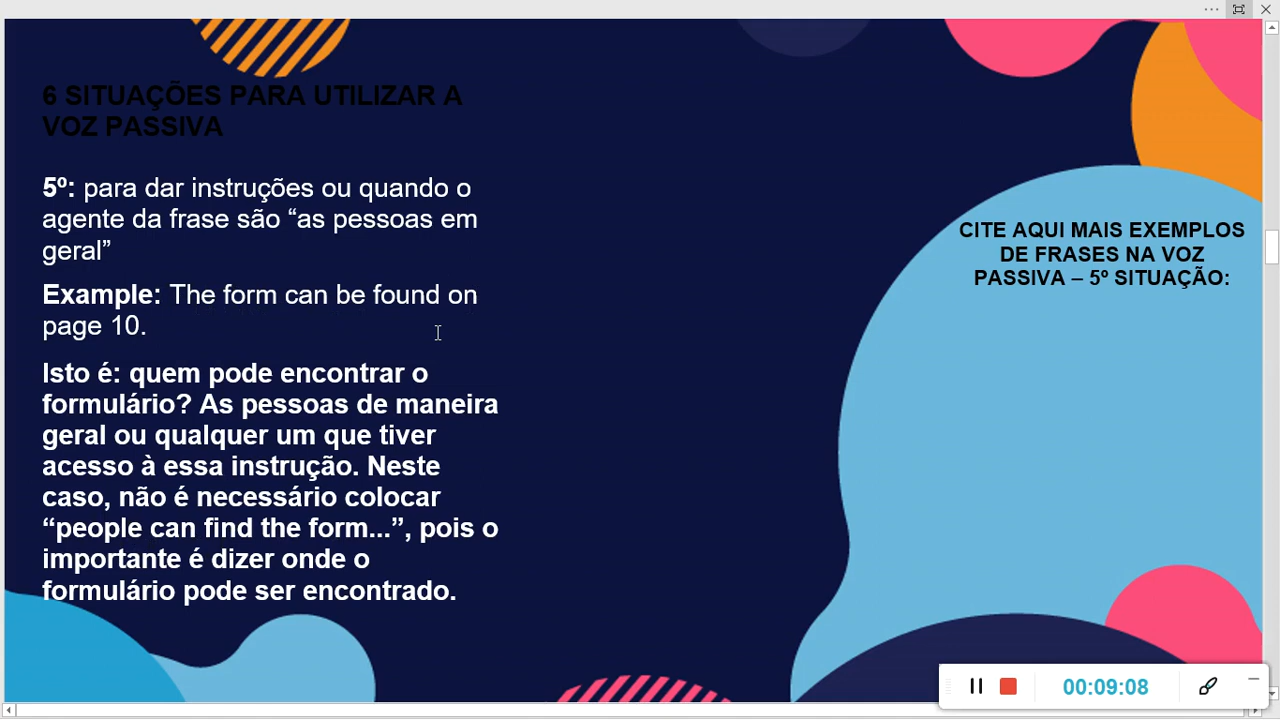 6 SITUAÇÕES PARA UTILIZAR A
VOZ PASSIVA
5º: para dar instruções ou quando o
agente da frase são “as pessoas em
geral”
Example: The form can be found on
page 10.
Isto é: quem pode encontrar o
formulário? As pessoas de maneira
geral ou qualquer um que tiver
acesso à essa instrução. Neste
caso, não é necessário colocar
“people can find the form...”, pois o
importante é dizer onde o
formulário pode ser encontrado.
CITE AQUI MAIS EXEMPLOS
DE FRASES NA VOZ
PASSIVA – 5º SITUAÇÃO:
00:09:08